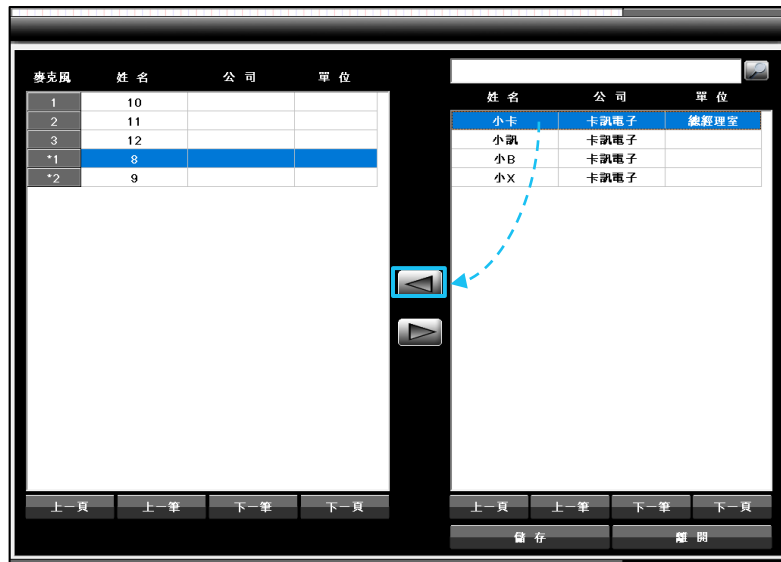 麥克風 姓名 公司 單位
1 10
2 11
3 12
*1 8
*2 9
上一頁 上一筆 下一筆 下一頁
姓名 公司 單位
小卡 卡訊電子 總經理室
小訊 卡訊電子
小B 卡訊電子
小X 卡訊電子
上一頁 上一筆 下一筆 下一頁
儲存 離開